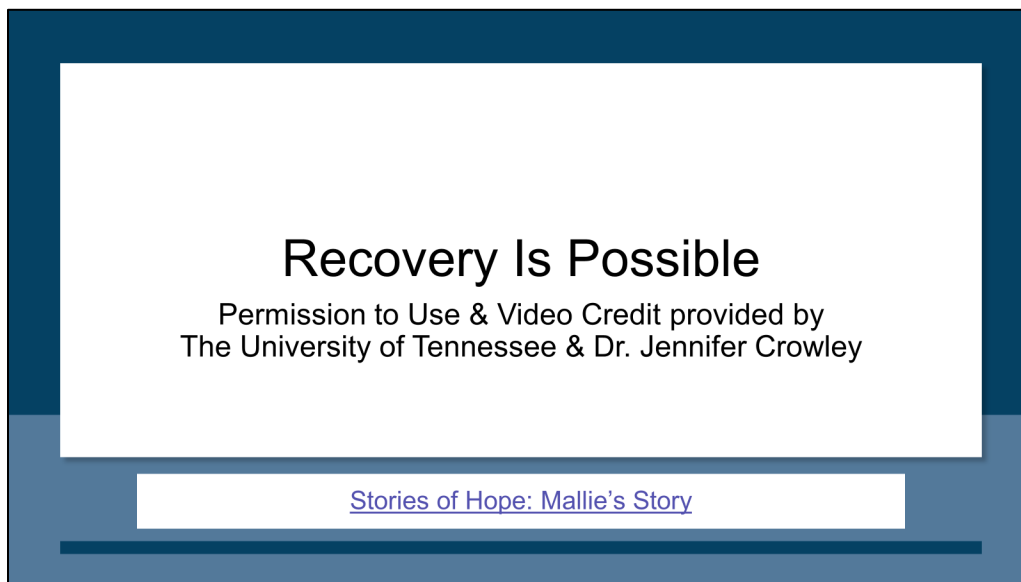 Recovery Is Possible
Permission to Use & Video Credit provided by
The University of Tennessee & Dr. Jennifer Crowley
Stories of Hope: Mallie’s Story